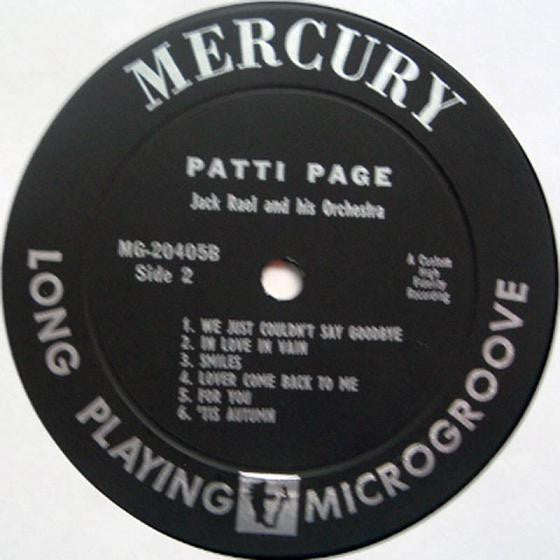 MERCURY
PATTI PAGE
Jack Rael and his Orchestra
MG-20405B
Side 2
A Custom
High
Fidelity
Recording
1. WE JUST COULDN'T SAY GOODBYE
2. IN LOVE IN VAIN
3. SMILES
4. LOVER COME BACK TO ME
5. FOR YOU
6. 'TIS AUTUMN
LONG PLAYING MICROGROOVE